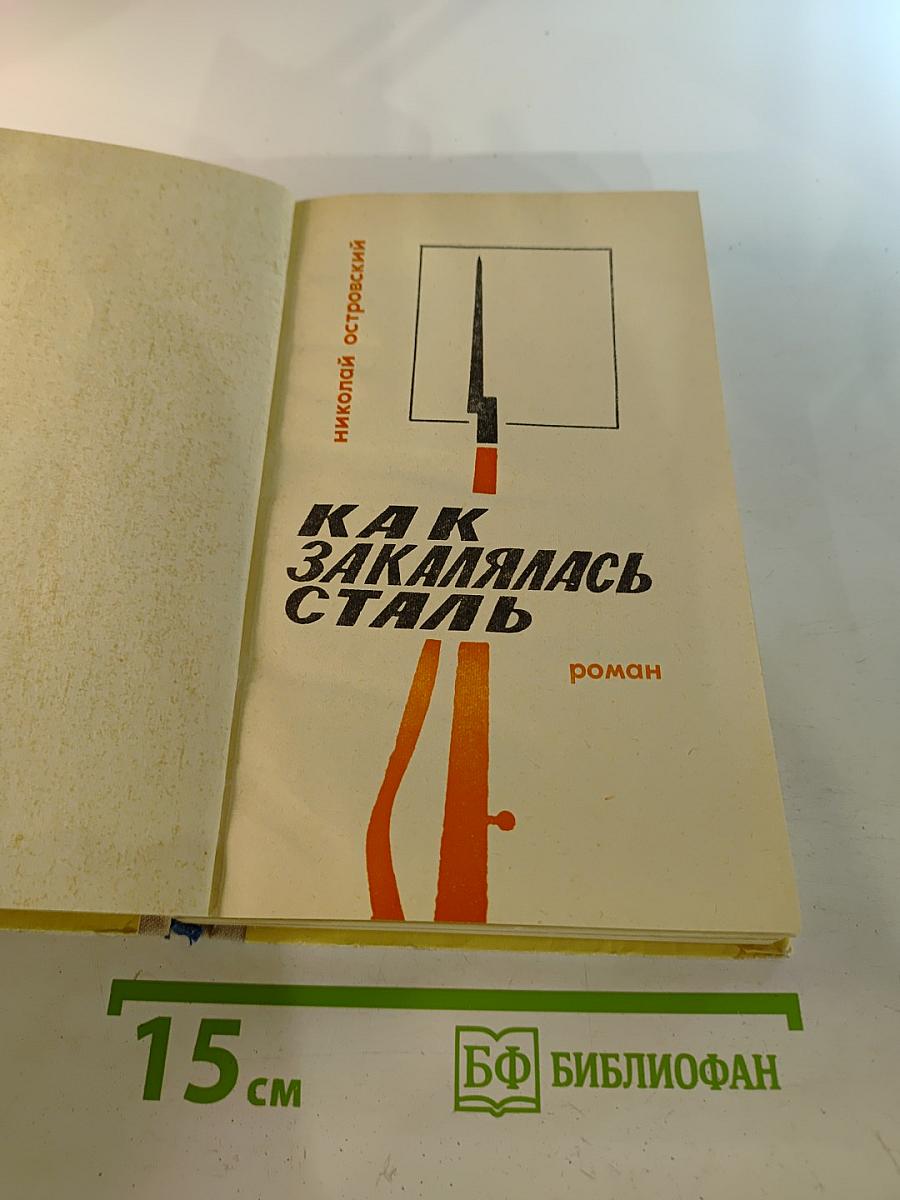 николай островский
КАК
ЗАКАЛЯЛАСЬ
СТАЛЬ
роман
15 см
БФ БИБЛИОФАН